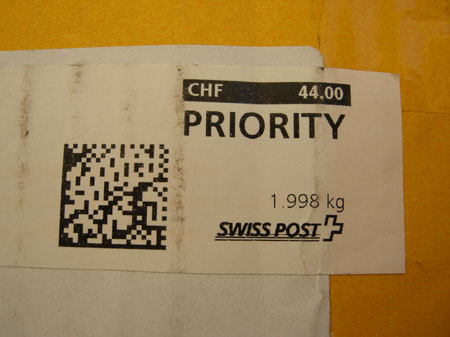 CHF 44.00
PRIORITY
1.998 kg
SWISS POST